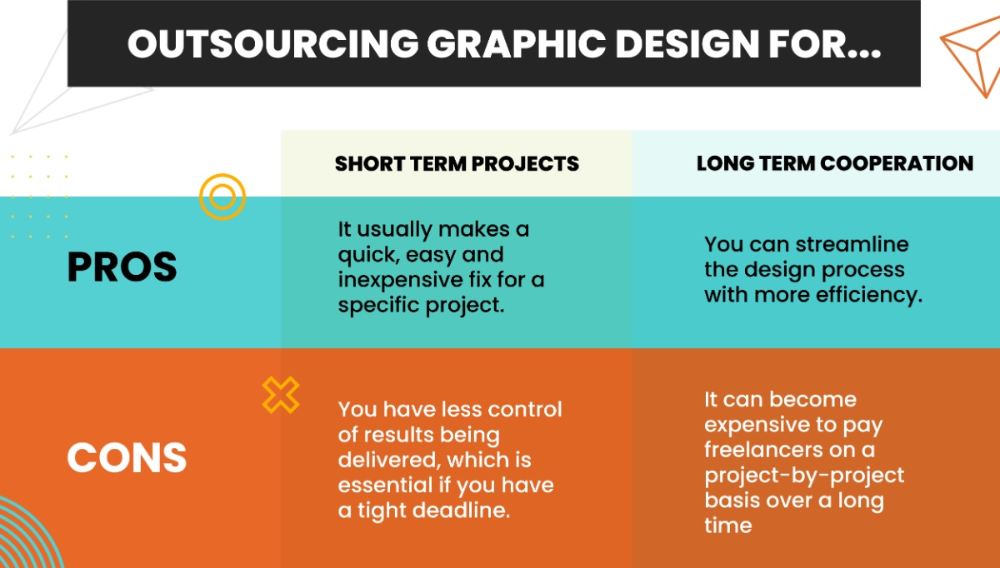 OUTSOURCING GRAPHIC DESIGN FOR...
SHORT TERM PROJECTS
LONG TERM COOPERATION
PROS
It usually makes a
quick, easy and
inexpensive fix for a
specific project.
You can streamline
the design process
with more efficiency.
CONS
You have less control
of results being
delivered, which is
essential if you have
a tight deadline.
It can become
expensive to pay
freelancers on a
project-by-project
basis over a long
time